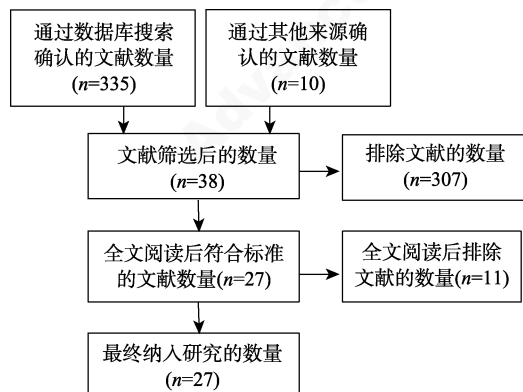 通过数据库搜索
确认的文献数量
(n=335)
通过其他来源确
认的文献数量
(n=10)
文献筛选后的数量
(n=38)
排除文献的数量
(n=307)
全文阅读后符合标准
的文献数量(n=27)
全文阅读后排除
文献的数量(n=11)
最终纳入研究的数量
(n=27)